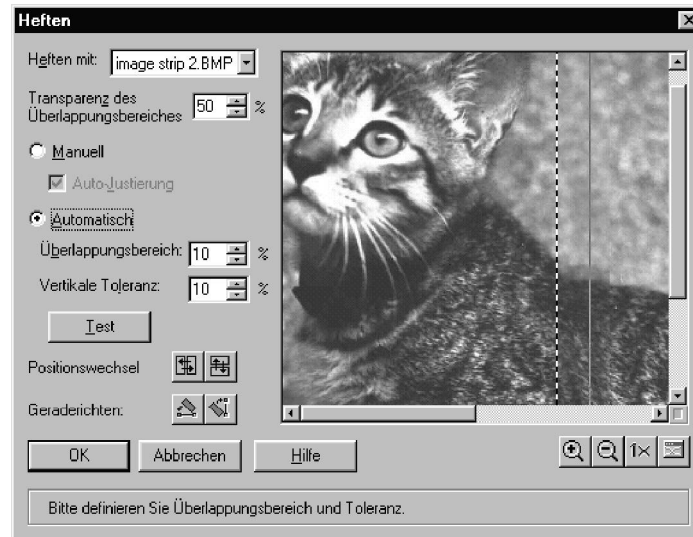 Heften
Heften mit: image strip 2.BMP
Transparenz des
Überlappungsbereiches 50 %
Manuell
Auto-Justierung
Automatisch
Überlappungsbereich: 10 %
Vertikale Toleranz: 10 %
Test
Positionswechsel
Geraderichten:
OK Abbrechen Hilfe 1×
Bitte definieren Sie Überlappungsbereich und Toleranz.